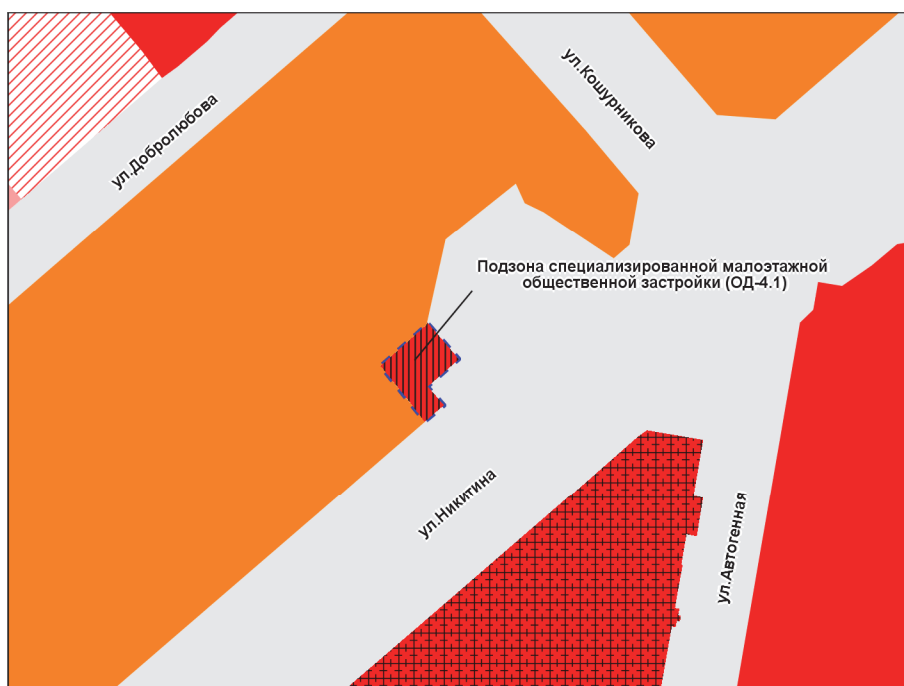 ул.Кошурникова
ул.Добролюбова
Подзона специализированной малоэтажной
общественной застройки (ОД-4.1)
ул.Никитина
ул.Автогенная